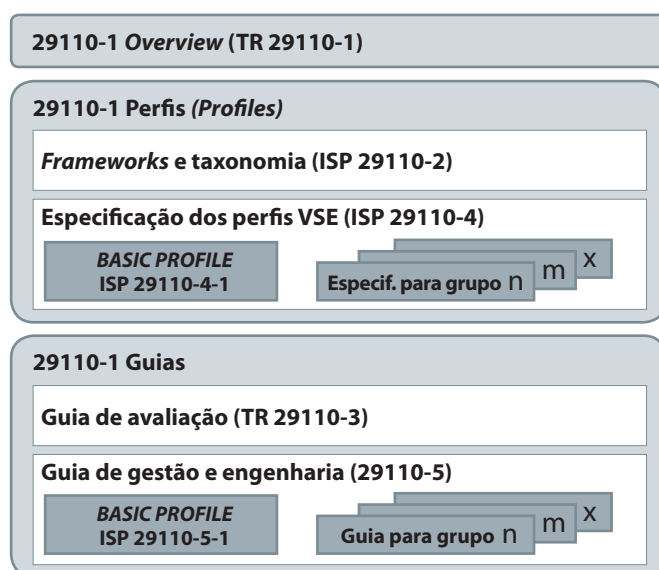 29110-1 Overview (TR 29110-1)
29110-1 Perfis (Profiles)
Frameworks e taxonomia (ISP 29110-2)
Especificação dos perfis VSE (ISP 29110-4)
BASIC PROFILE
ISP 29110-4-1
Especif. para grupo n m x
29110-1 Guias
Guia de avaliação (TR 29110-3)
Guia de gestão e engenharia (29110-5)
BASIC PROFILE
ISP 29110-5-1
Guia para grupo n m x